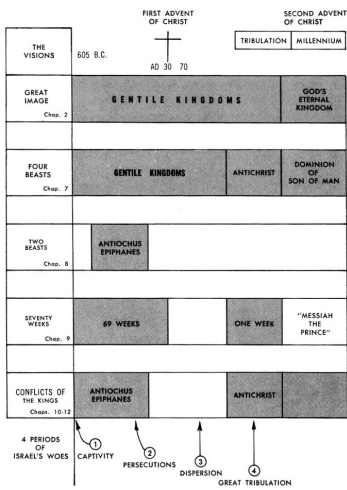 FIRST ADVENT
OF CHRIST
SECOND ADVENT
OF CHRIST
TRIBULATION
MILLENNIUM
THE
VISIONS
605 B.C.
AD 30 70
GREAT
IMAGE
Chap. 2
GENTILE KINGDOMS
GOD'S
ETERNAL
KINGDOM
FOUR
BEASTS
Chap. 7
GENTILE KINGDOMS
ANTICHRIST
DOMINION
OF
SON OF MAN
TWO
BEASTS
Chap. 8
ANTIOCHUS
EPIPHANES
SEVENTY
WEEKS
Chap. 9
69 WEEKS
ONE WEEK
"MESSIAH
THE
PRINCE"
CONFLICTS OF
THE KINGS
Chaps. 10-12
ANTIOCHUS
EPIPHANES
ANTICHRIST
4 PERIODS
OF
ISRAEL'S WOES
1
CAPTIVITY
2
PERSECUTIONS
3
DISPERSION
4
GREAT TRIBULATION